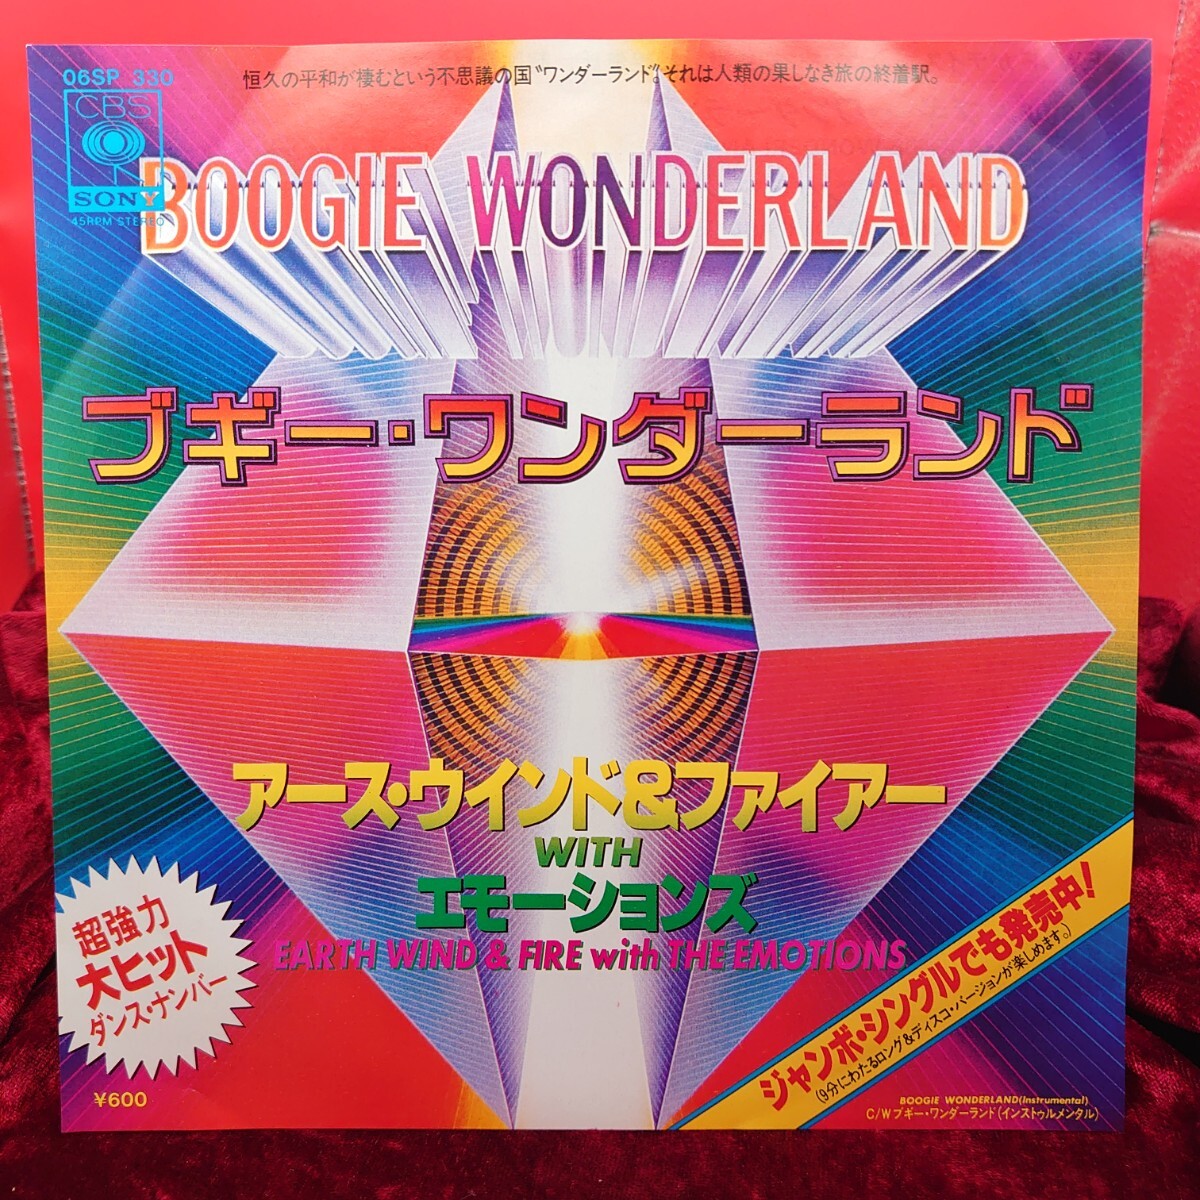 06SP 330
恒久の平和が棲むという不思議の国“ワンダーランド”。それは人類の果しなき旅の終着駅。
CBS
SONY
45RPM STEREO
BOOGIE WONDERLAND
ブギー・ワンダーランド
アース・ウインド&ファイアー
WITH
エモーションズ
EARTH WIND & FIRE with THE EMOTIONS
超強力
大ヒット
ダンス・ナンバー
¥600
ジャンボ・シングルでも発売中!
(9分にわたるロング&ディスコ・バージョンが楽しめます。)
BOOGIE WONDERLAND(Instrumental)
C/W ブギー・ワンダーランド(インストゥルメンタル)